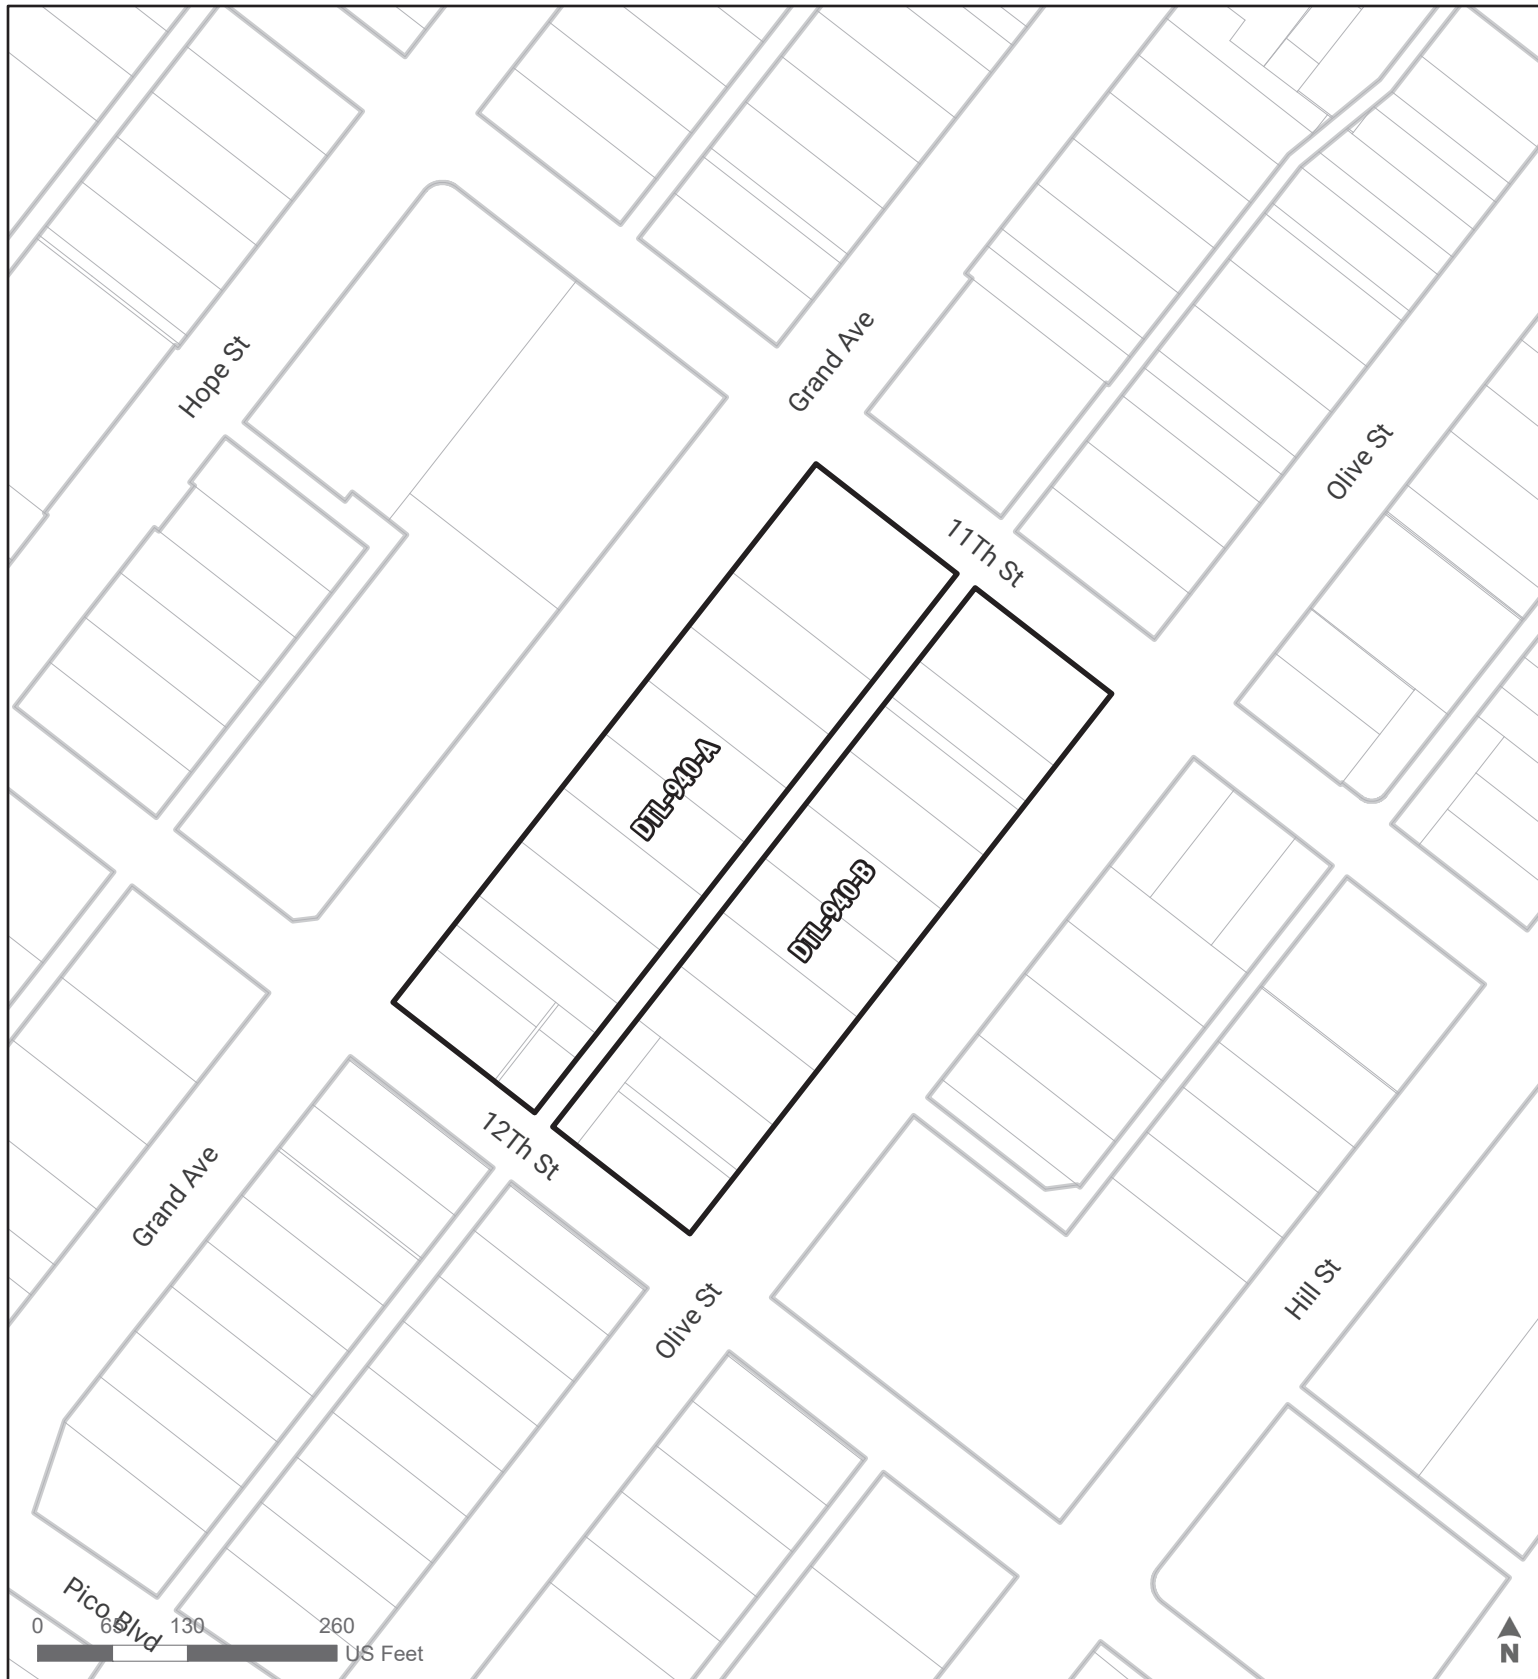 Hope St
Grand Ave
Olive St
11Th St
DTL-940-A
DTL-940-B
12Th St
Grand Ave
Olive St
Hill St
Pico Blvd
0 65 130 260
US Feet
N